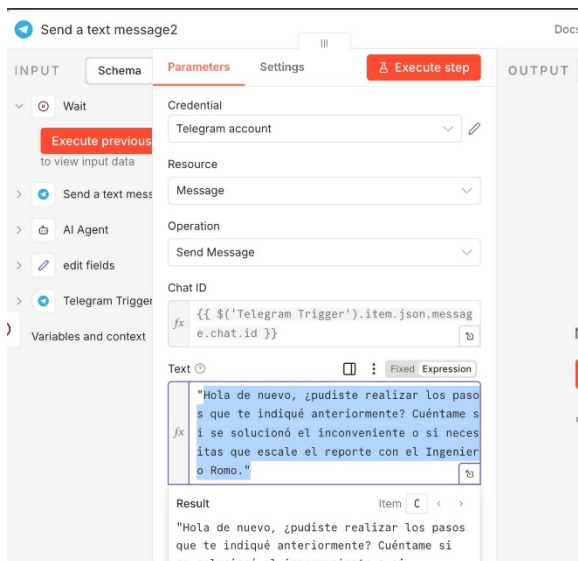 Send a text message2
Docs
INPUT
Schema
Parameters
Settings
Execute step
OUTPUT
Wait
Execute previous
to view input data
Send a text mess
AI Agent
edit fields
Telegram Trigger
Variables and context
Credential
Telegram account
Resource
Message
Operation
Send Message
Chat ID
fx
{{ $('Telegram Trigger').item.json.messag
e.chat.id }}
Text
Fixed
Expression
fx
"Hola de nuevo, ¿pudiste realizar los paso
s que te indiqué anteriormente? Cuéntame s
i se solucionó el inconveniente o si neces
itas que escale el reporte con el Ingenier
o Romo."
Result
Item
"Hola de nuevo, ¿pudiste realizar los pasos
que te indiqué anteriormente? Cuéntame si